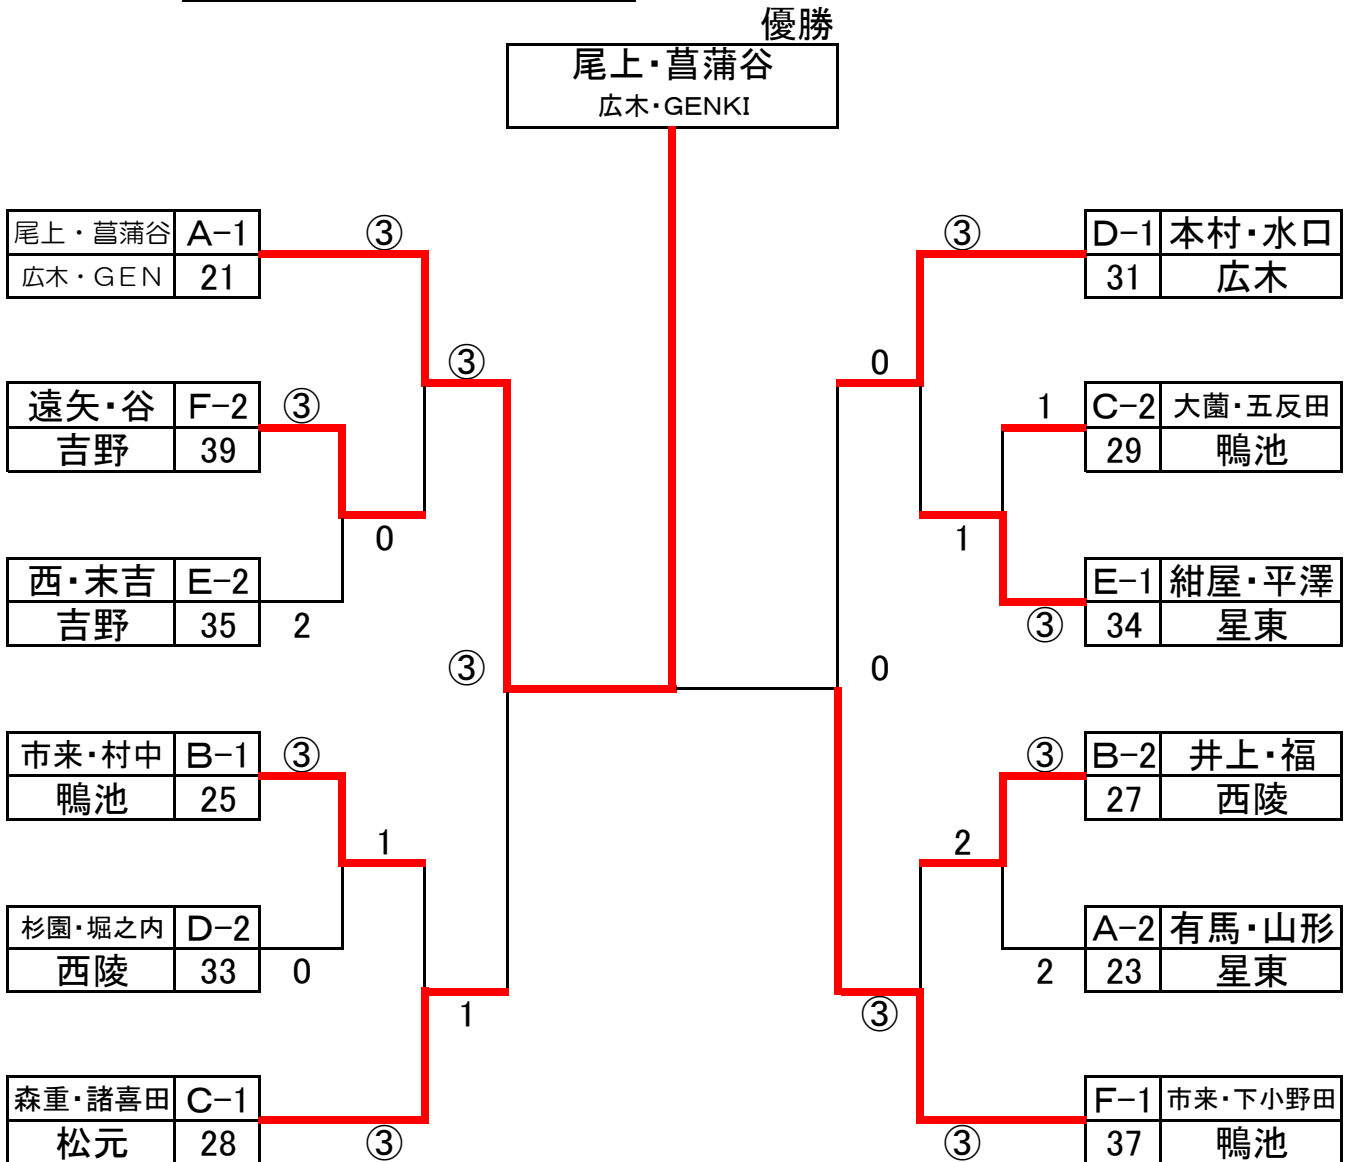 優勝
尾上・菖蒲谷
広木・GENKI
尾上・菖蒲谷 A-1
広木・GEN 21
③
③
遠矢・谷 F-2
吉野 39
③
0
西・末吉 E-2
吉野 35
2
③
市来・村中 B-1
鴨池 25
③
1
杉園・堀之内 D-2
西陵 33
0
1
森重・諸喜田 C-1
松元 28
③
③
D-1 本村・水口
31 広木
0
1
C-2 大薗・五反田
29 鴨池
1
E-1 紺屋・平澤
34 星東
③
0
③
B-2 井上・福
27 西陵
2
A-2 有馬・山形
23 星東
2
③
F-1 市来・下小野田
37 鴨池
③